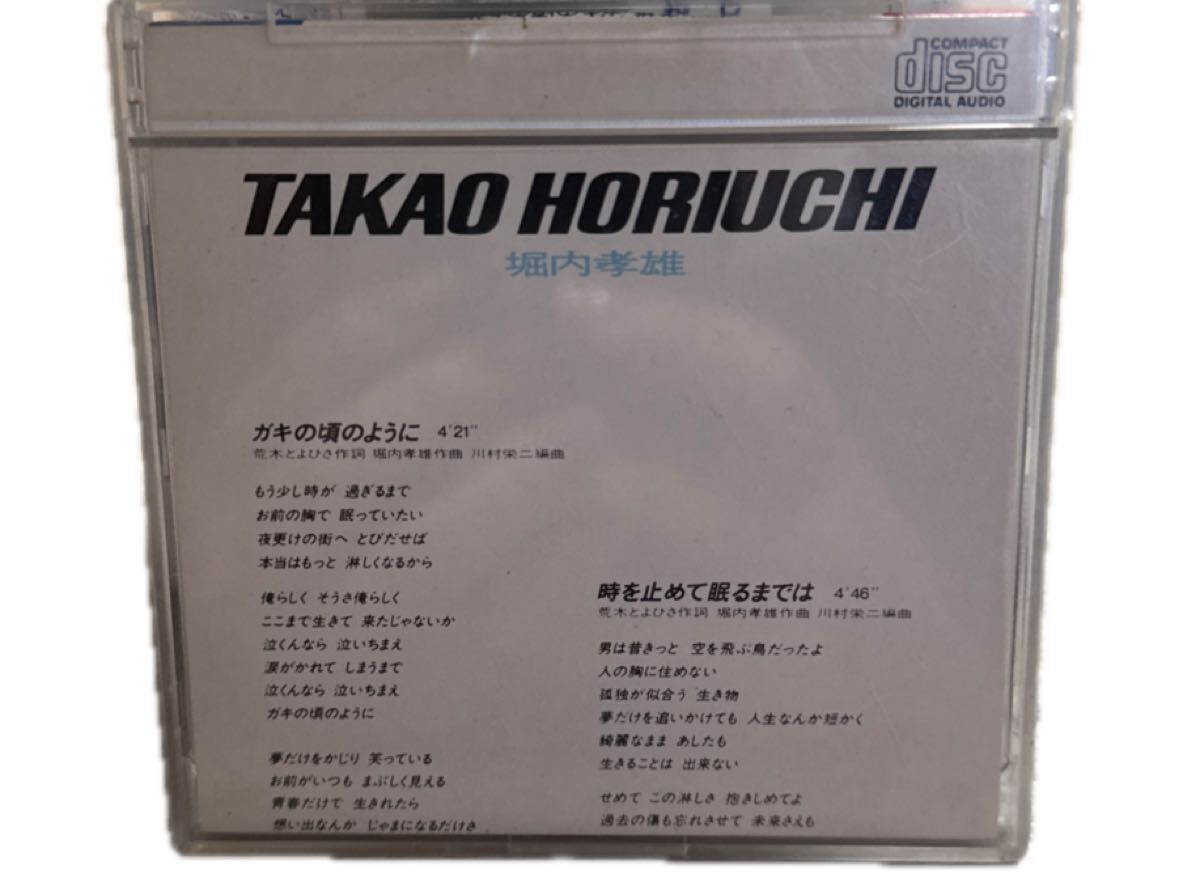 COMPACT
disc
DIGITAL AUDIO
TAKAO HORIUCHI
堀内孝雄
ガキの頃のように 4'21"
荒木とよひさ作詞 堀内孝雄作曲 川村栄二編曲
もう少し時が 過ぎるまで
お前の胸で 眠っていたい
夜更けの街へ とびだせば
本当はもっと 淋しくなるから
俺らしく そうさ俺らしく
ここまで生きて 来たじゃないか
泣くんなら 泣いちまえ
涙がかれて しまうまで
泣くんなら 泣いちまえ
ガキの頃のように
夢だけをかじり 笑っている
お前がいつも まぶしく見える
青春だけで 生きれたら
想い出なんか じゃまになるだけさ
時を止めて眠るまでは 4'46"
荒木とよひさ作詞 堀内孝雄作曲 川村栄二編曲
男は昔きっと 空を飛ぶ鳥だったよ
人の胸に住めない
孤独が似合う 生き物
夢だけを追いかけても 人生なんか短かく
綺麗なまま あしたも
生きることは 出来ない
せめて この淋しさ 抱きしめてよ
過去の傷も忘れさせて 未来さえも